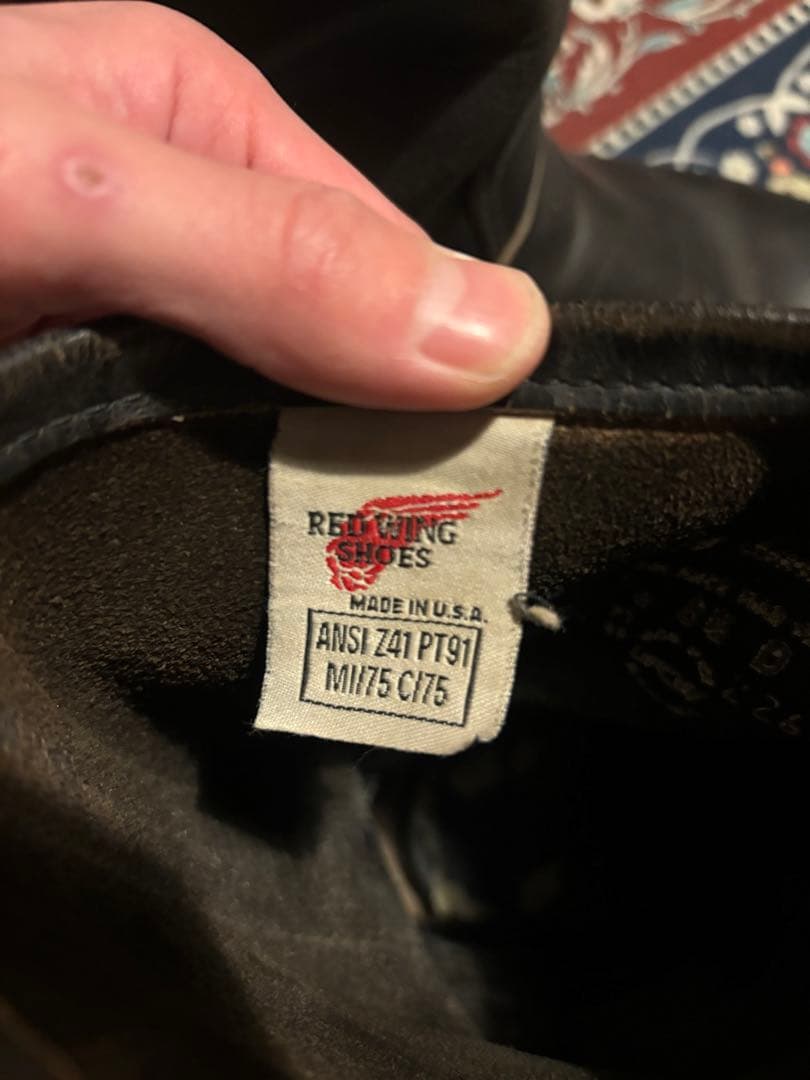 RED WING
SHOES
MADE IN U.S.A.
ANSI Z41 PT91
MI/75 C/75